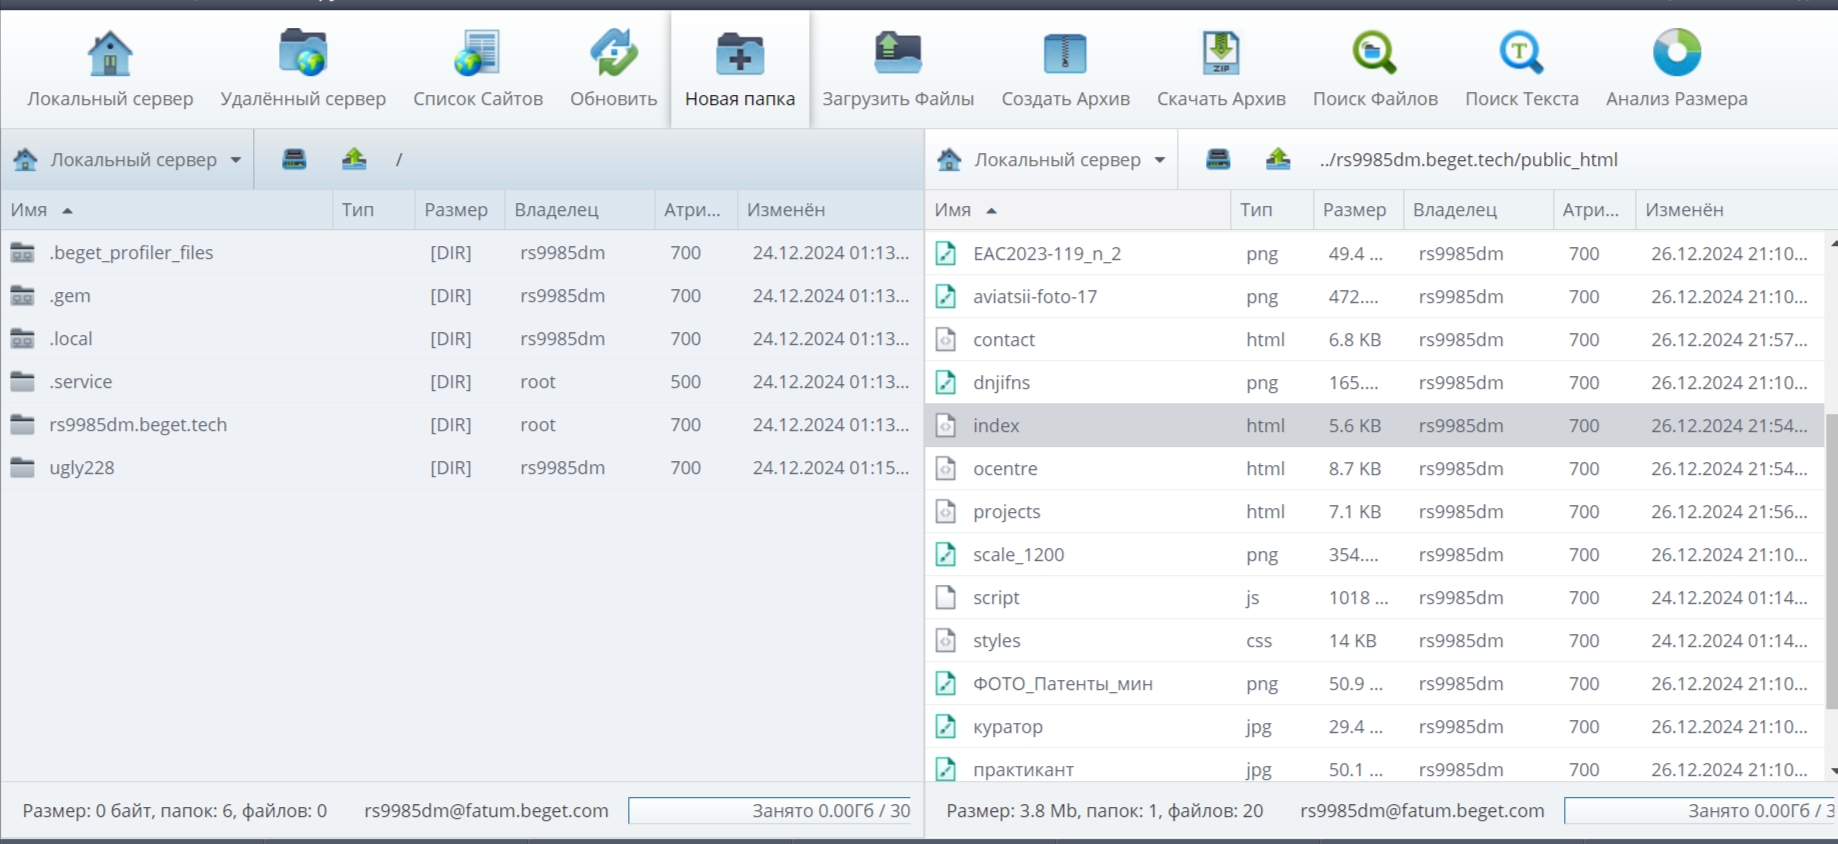 Локальный сервер Удалённый сервер Список Сайтов Обновить Новая папка Загрузить Файлы Создать Архив Скачать Архив Поиск Файлов Поиск Текста Анализ Размера
Локальный сервер /
Имя Тип Размер Владелец Атри... Изменён
.beget_profiler_files [DIR] rs9985dm 700 24.12.2024 01:13...
.gem [DIR] rs9985dm 700 24.12.2024 01:13...
.local [DIR] rs9985dm 700 24.12.2024 01:13...
.service [DIR] root 500 24.12.2024 01:13...
rs9985dm.beget.tech [DIR] root 700 24.12.2024 01:13...
ugly228 [DIR] rs9985dm 700 24.12.2024 01:15...
Размер: 0 байт, папок: 6, файлов: 0 rs9985dm@fatum.beget.com Занято 0.00Гб / 30
Локальный сервер ../rs9985dm.beget.tech/public_html
Имя Тип Размер Владелец Атри... Изменён
EAC2023-119_n_2 png 49.4 ... rs9985dm 700 26.12.2024 21:10...
aviatsii-foto-17 png 472.... rs9985dm 700 26.12.2024 21:10...
contact html 6.8 KB rs9985dm 700 26.12.2024 21:57...
dnjifns png 165.... rs9985dm 700 26.12.2024 21:10...
index html 5.6 KB rs9985dm 700 26.12.2024 21:54...
ocentre html 8.7 KB rs9985dm 700 26.12.2024 21:54...
projects html 7.1 KB rs9985dm 700 26.12.2024 21:56...
scale_1200 png 354.... rs9985dm 700 26.12.2024 21:10...
script js 1018 ... rs9985dm 700 24.12.2024 01:14...
styles css 14 KB rs9985dm 700 24.12.2024 01:14...
ФОТО_Патенты_мин png 50.9 ... rs9985dm 700 26.12.2024 21:10...
куратор jpg 29.4 ... rs9985dm 700 26.12.2024 21:10...
практикант jpg 50.1 ... rs9985dm 700 26.12.2024 21:10...
Размер: 3.8 Mb, папок: 1, файлов: 20 rs9985dm@fatum.beget.com Занято 0.00Гб / 3